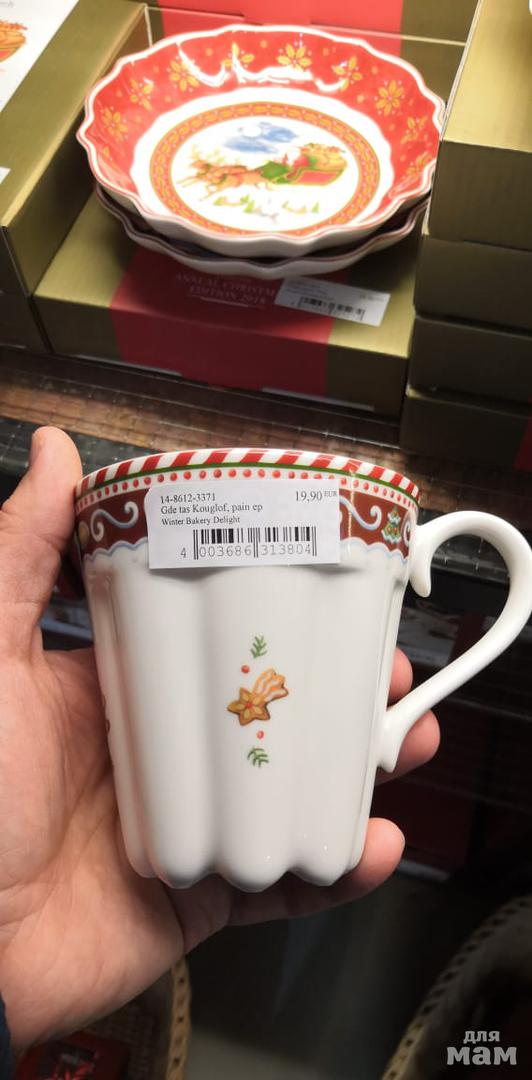 ANNUAL CHRISTMAS
EDITION 2018
14-8612-3371 19,90 EUR
Gde tas Kouglof, pain ep
Winter Bakery Delight
4 003686 313804
для
мам